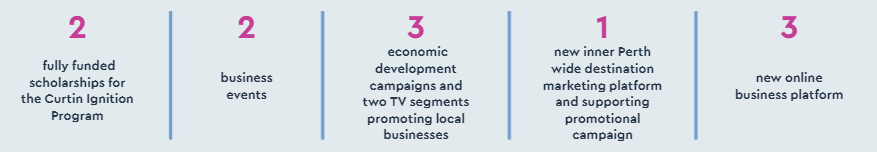 2
fully funded
scholarships for
the Curtin Ignition
Program
2
business
events
3
economic
development
campaigns and
two TV segments
promoting local
businesses
1
new inner Perth
wide destination
marketing platform
and supporting
promotional
campaign
3
new online
business platform